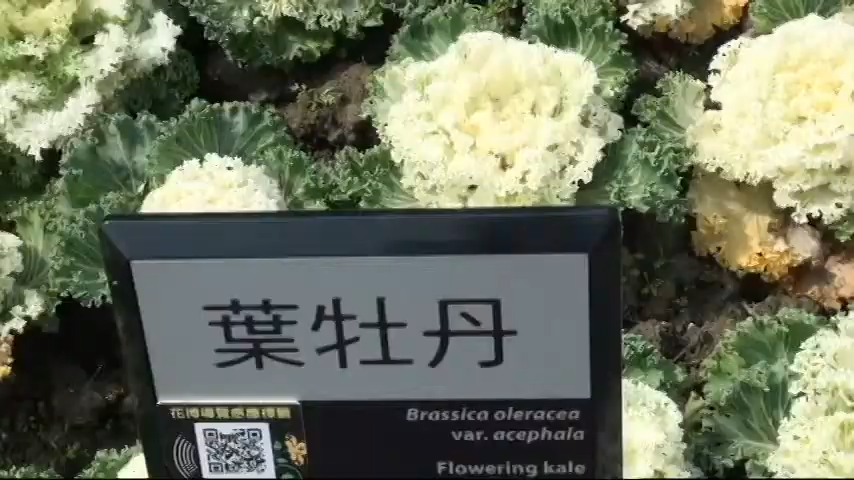 葉牡丹
Brassica oleracea
var. acephala
Flowering kale